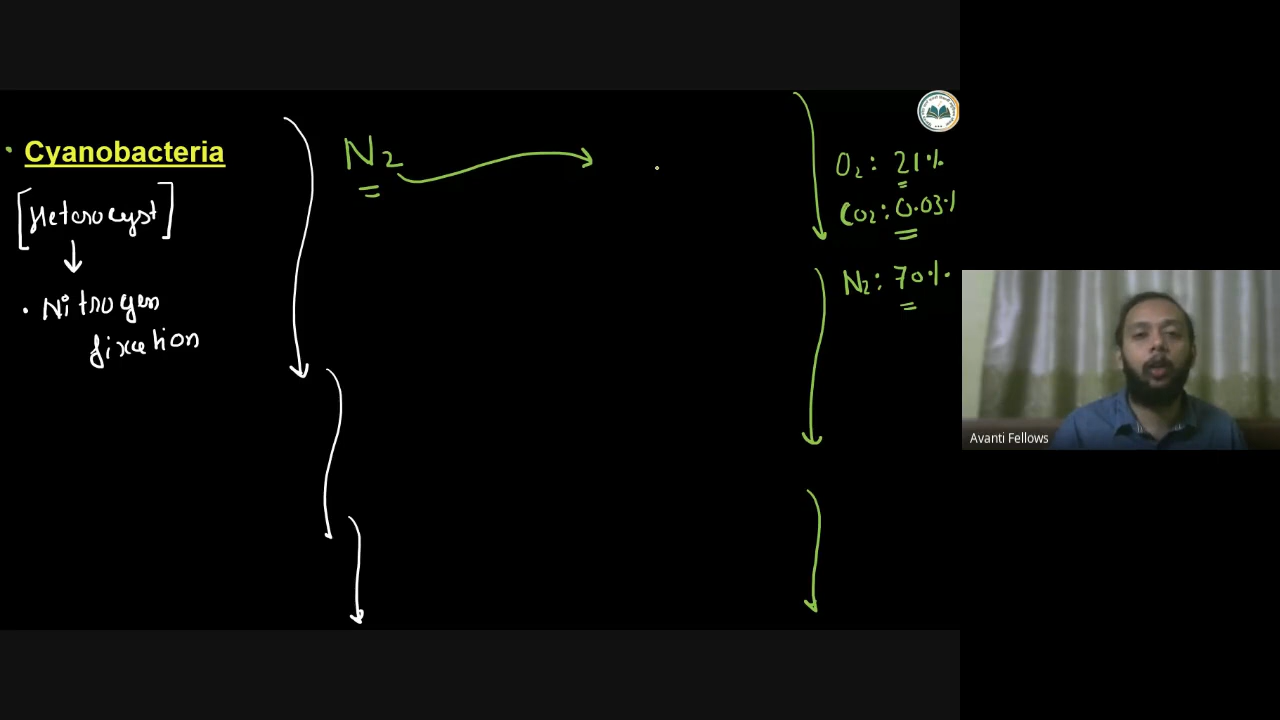 • Cyanobacteria
[Heterocyst]
↓
• Nitrogen
fixation
N₂ →
O₂ : 21%
CO₂ : 0.03%
N₂ : 70%
Avanti Fellows